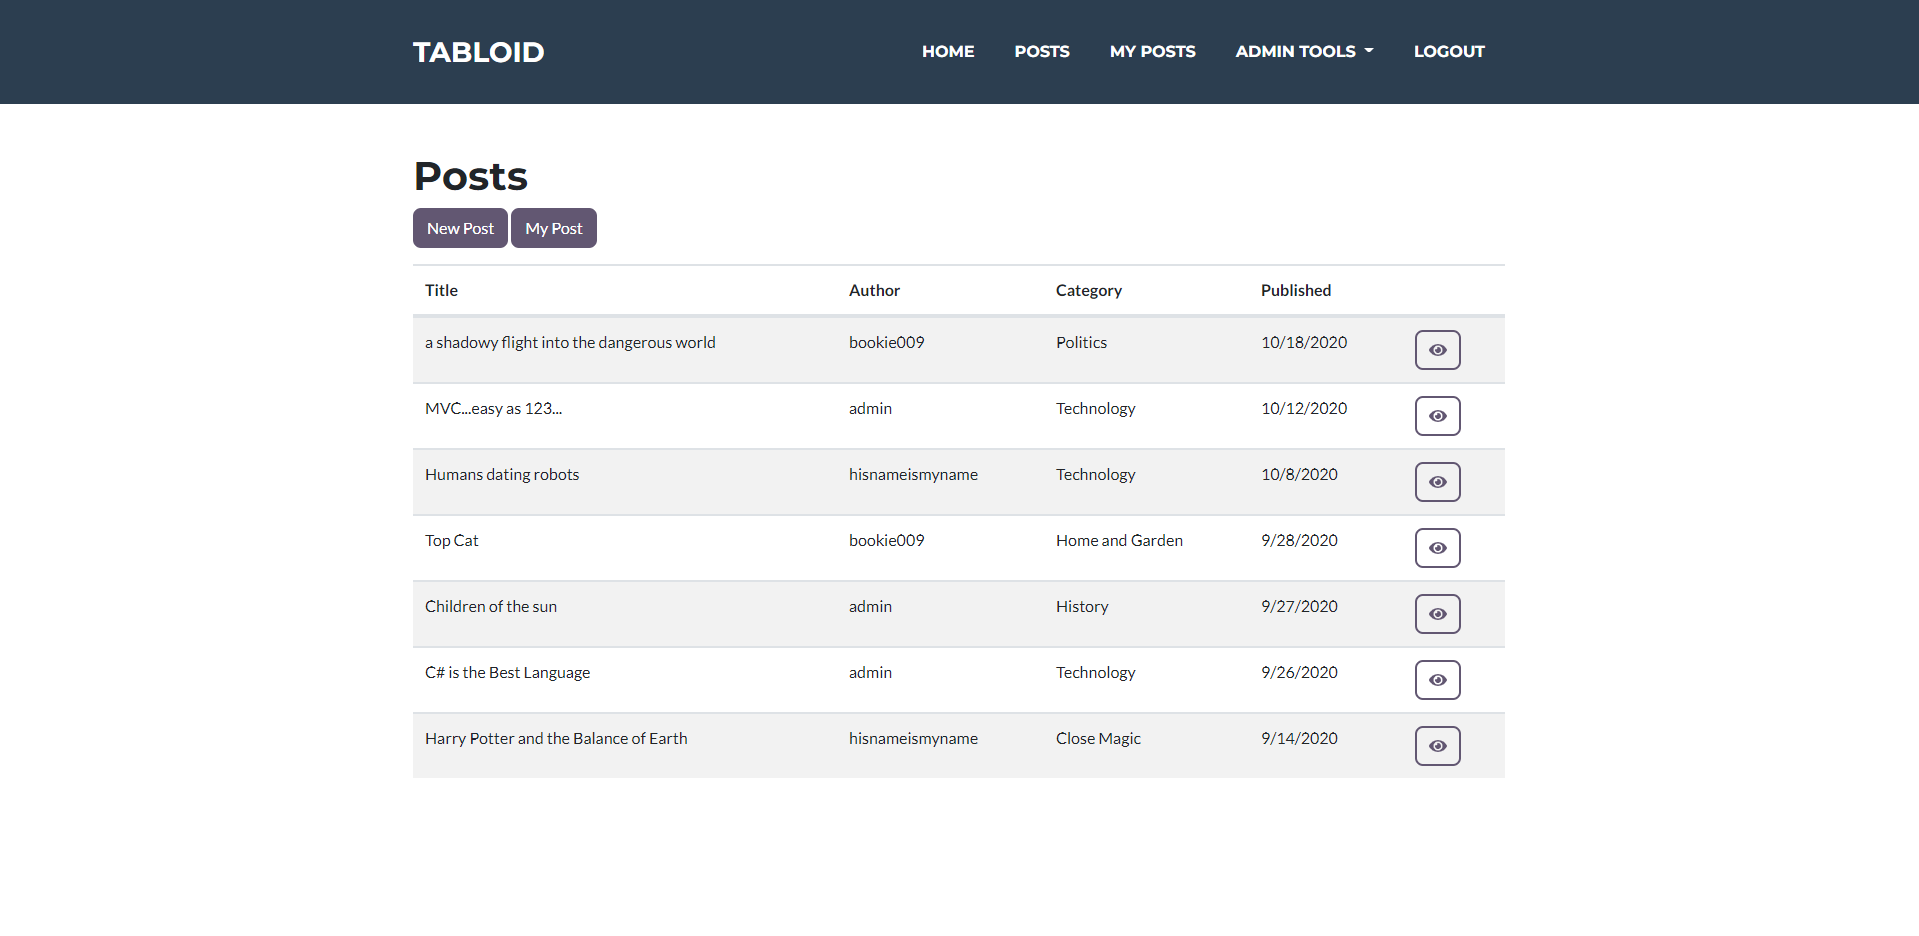 TABLOID HOME POSTS MY POSTS ADMIN TOOLS LOGOUT
Posts
New Post My Post
Title Author Category Published
a shadowy flight into the dangerous world bookie009 Politics 10/18/2020
MVC...easy as 123... admin Technology 10/12/2020
Humans dating robots hisnameismyname Technology 10/8/2020
Top Cat bookie009 Home and Garden 9/28/2020
Children of the sun admin History 9/27/2020
C# is the Best Language admin Technology 9/26/2020
Harry Potter and the Balance of Earth hisnameismyname Close Magic 9/14/2020